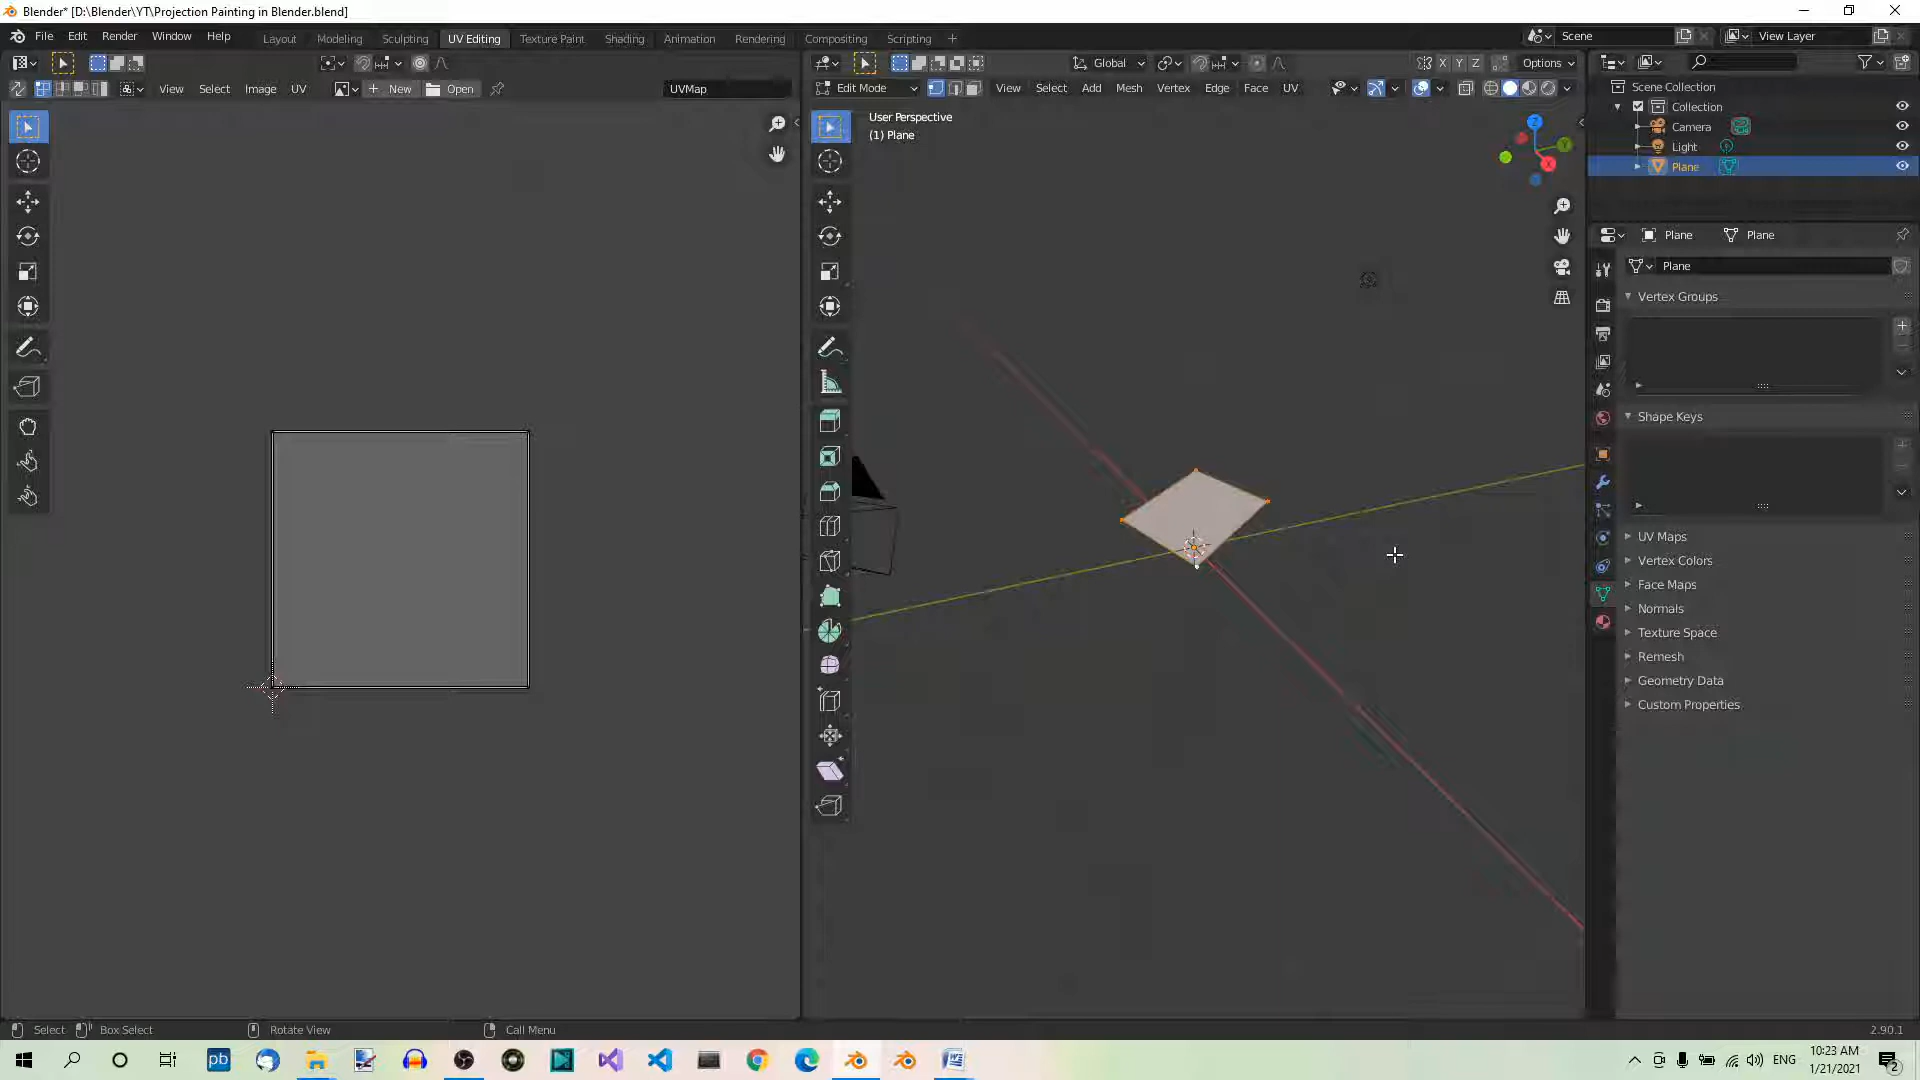 Blender* [D:\Blender\YT\Projection Painting in Blender.blend]
File Edit Render Window Help
Layout Modeling Sculpting UV Editing Texture Paint Shading Animation Rendering Compositing Scripting
Scene
View Layer
Global
X Y Z
Options
View Select Image UV
New
Open
UVMap
Edit Mode
View Select Add Mesh Vertex Edge Face UV
User Perspective
(1) Plane
Z
Y
X
Scene Collection
Collection
Camera
Light
Plane
Plane
Plane
Plane
Vertex Groups
Shape Keys
UV Maps
Vertex Colors
Face Maps
Normals
Texture Space
Remesh
Geometry Data
Custom Properties
Select
Box Select
Rotate View
Call Menu
2.90.1
pb
ENG
10:23 AM
1/21/2021
2